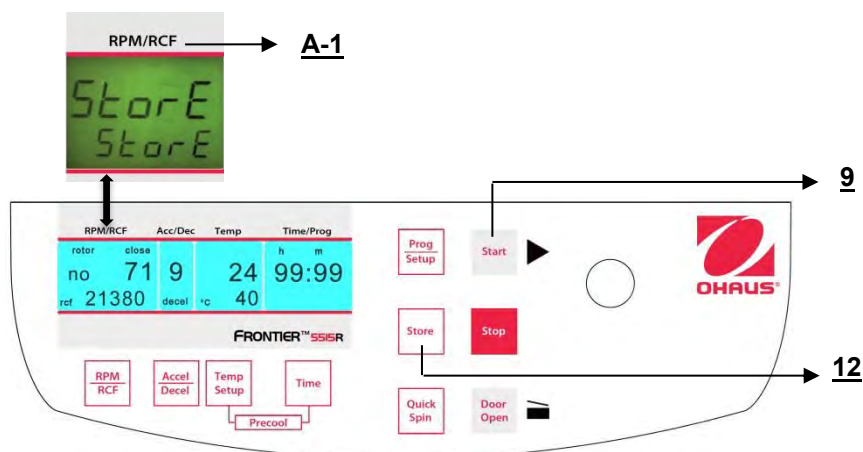 RPM/RCF
A-1
StorE
StorE
9
RPM/RCF Acc/Dec Temp Time/Prog
rotor close h m
no 71 9 24 99:99
rcf 21380 decel °C 40
FRONTIER™ 5515R
Prog
Setup
Start
OHAUS®
Store
Stop
12
RPM
RCF
Accel
Decel
Temp
Setup
Time
Precool
Quick
Spin
Door
Open